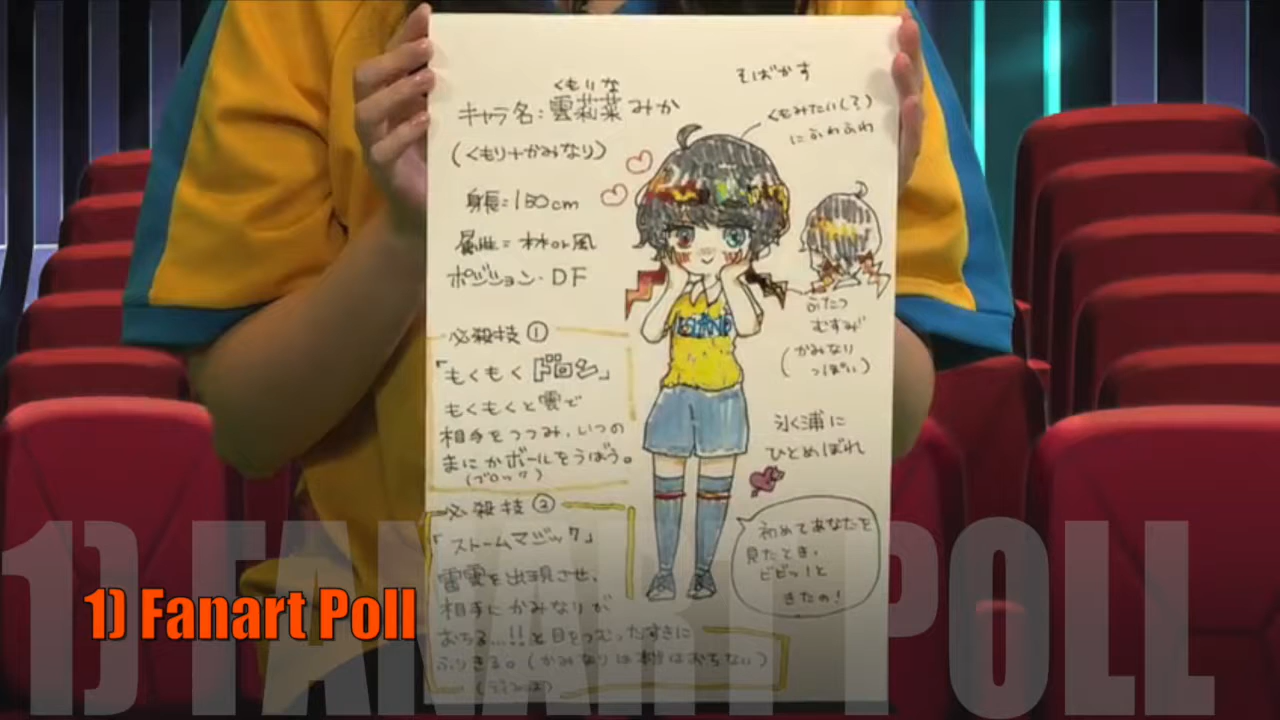 そばかす
くもりな
キャラ名:雲莉菜みか
くもみたい(?)
にふわふわ
(くもり+かみなり)
身長=180cm
属性=林or風
ポジション・DF
ふたつ
むすび
(かみなり
っぽい)
必殺技①
「もくもくドロン」
もくもくと雲で
相手をつつみ、いつの
まにかボールをうばう。
(ブロック)
氷浦に
ひとめぼれ
必殺技②
「ストームマジック」
雷雲を出現させ、
相手にかみなりが
おちる…!!と目をつむったすきに
ふりきる。(かみなりは本当はおちない)
初めてあなたを
見たとき、
ビビッ!と
きたの!
ISLAND
1) Fanart Poll
1) FANART POLL